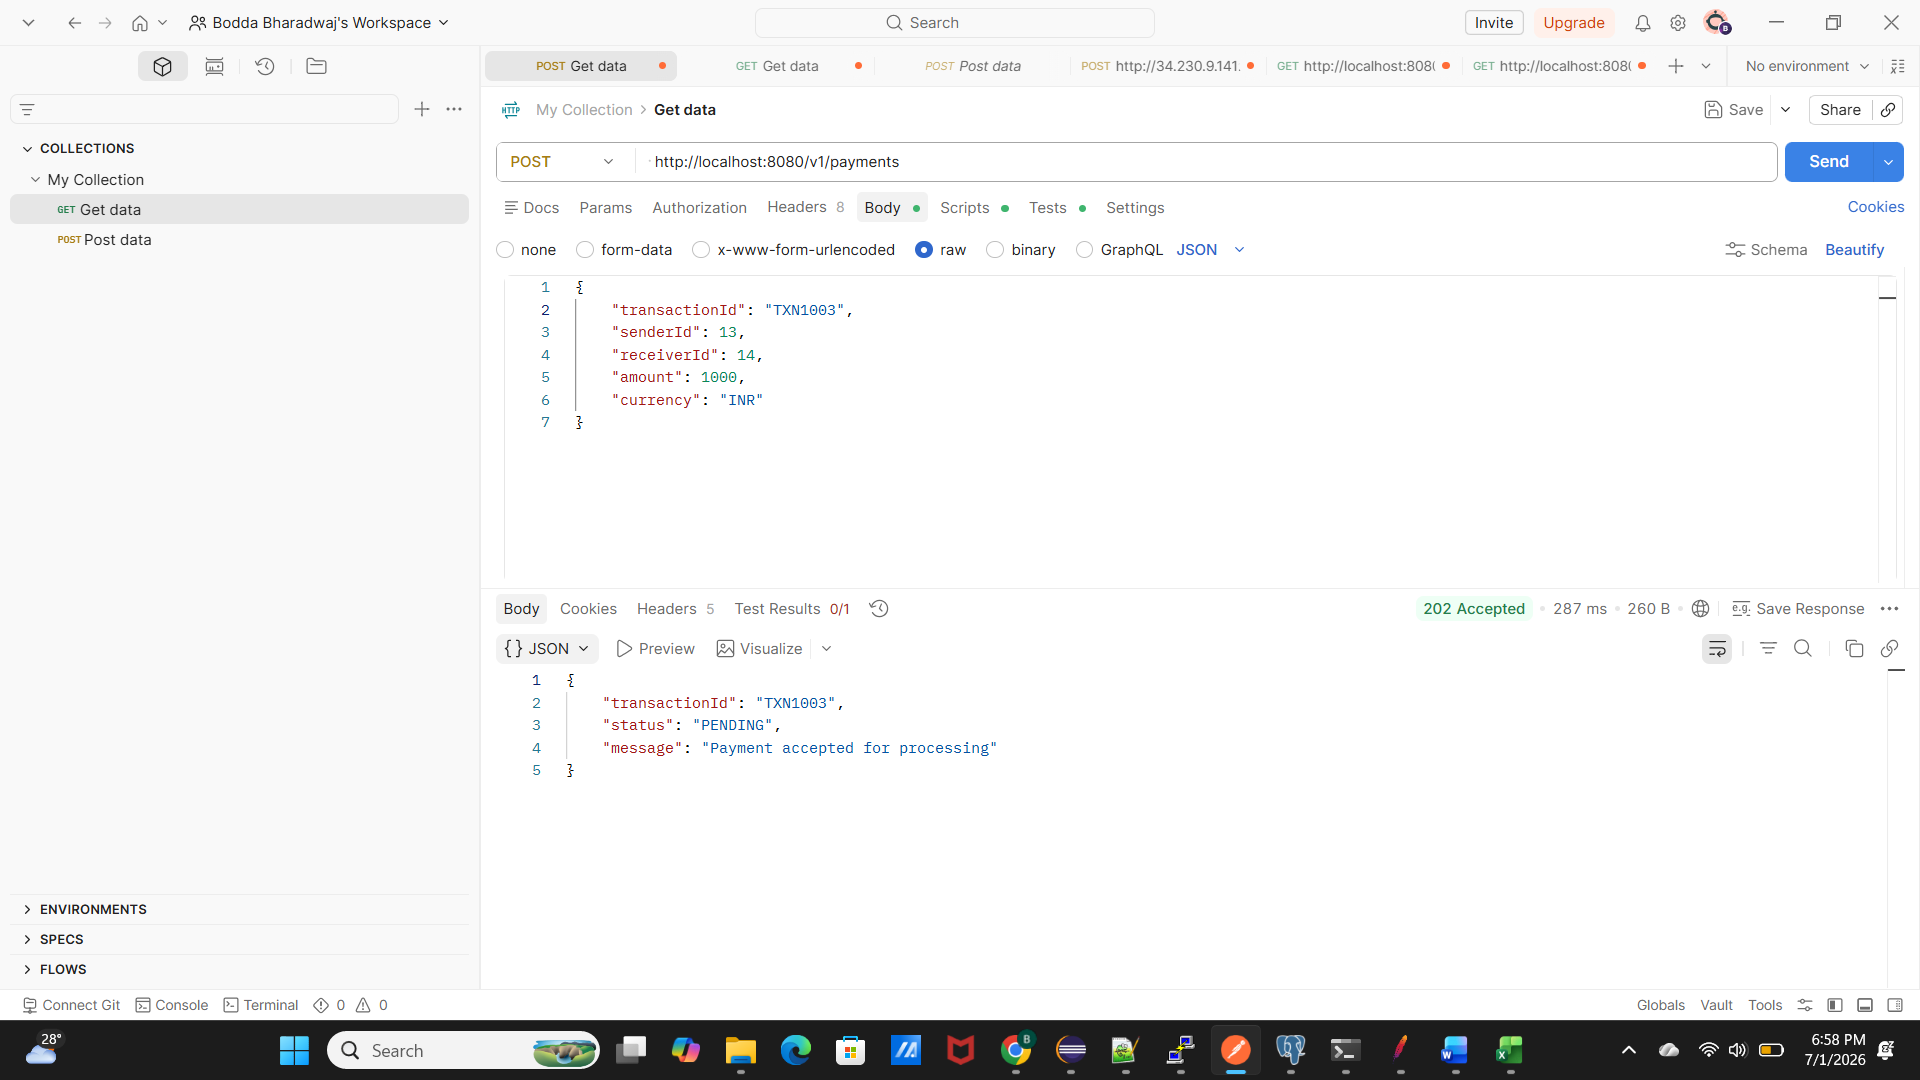 Bodda Bharadwaj's Workspace
Search
Invite
Upgrade
POST Get data
GET Get data
POST Post data
POST http://34.230.9.141.
GET http://localhost:808
GET http://localhost:808
No environment
HTTP My Collection > Get data
Save
Share
COLLECTIONS
My Collection
GET Get data
POST Post data
POST
http://localhost:8080/v1/payments
Send
Docs
Params
Authorization
Headers 8
Body
Scripts
Tests
Settings
Cookies
none
form-data
x-www-form-urlencoded
raw
binary
GraphQL
JSON
Schema
Beautify
1 {
2 "transactionId": "TXN1003",
3 "senderId": 13,
4 "receiverId": 14,
5 "amount": 1000,
6 "currency": "INR"
7 }
Body
Cookies
Headers 5
Test Results 0/1
202 Accepted
287 ms
260 B
e.g. Save Response
{} JSON
Preview
Visualize
1 {
2 "transactionId": "TXN1003",
3 "status": "PENDING",
4 "message": "Payment accepted for processing"
5 }
ENVIRONMENTS
SPECS
FLOWS
Connect Git
Console
Terminal
0
0
Globals
Vault
Tools
28°
Search
6:58 PM
7/1/2026